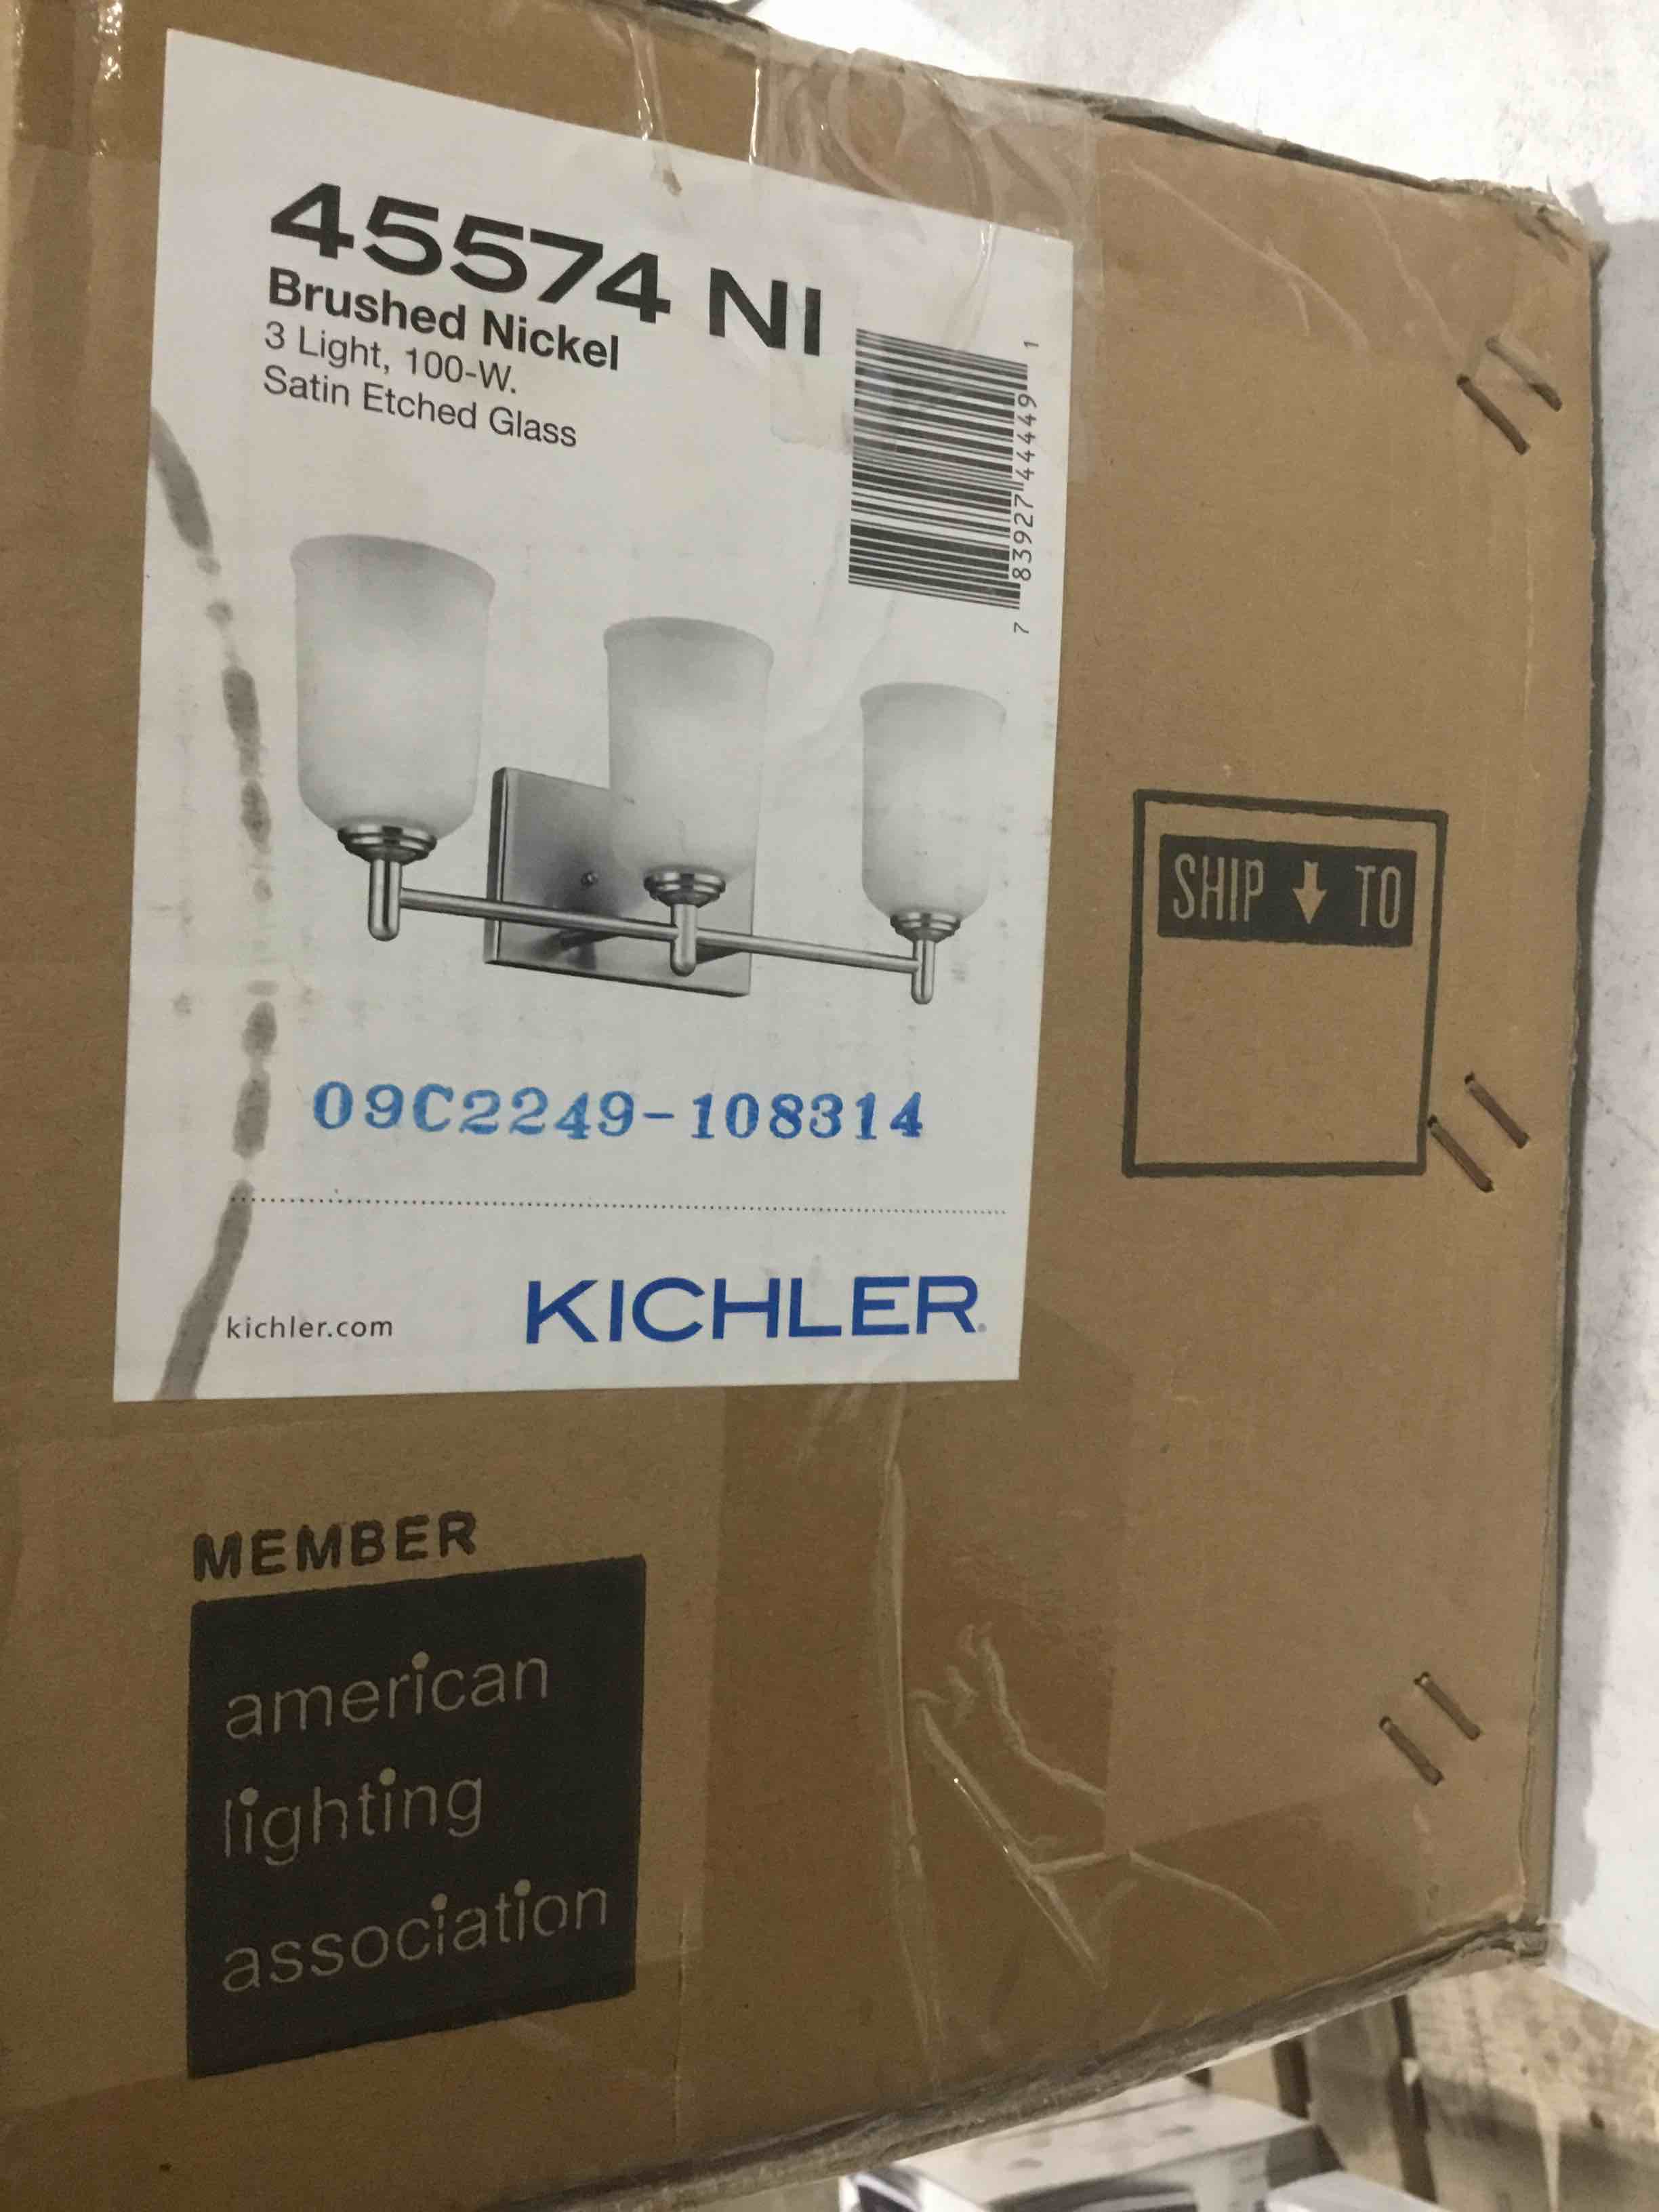 45574 NI
Brushed Nickel
3 Light, 100-W.
Satin Etched Glass
7 83927 44449 1
09C2249-108314
kichler.com
KICHLER®
SHIP ↓ TO
MEMBER
american
lighting
association